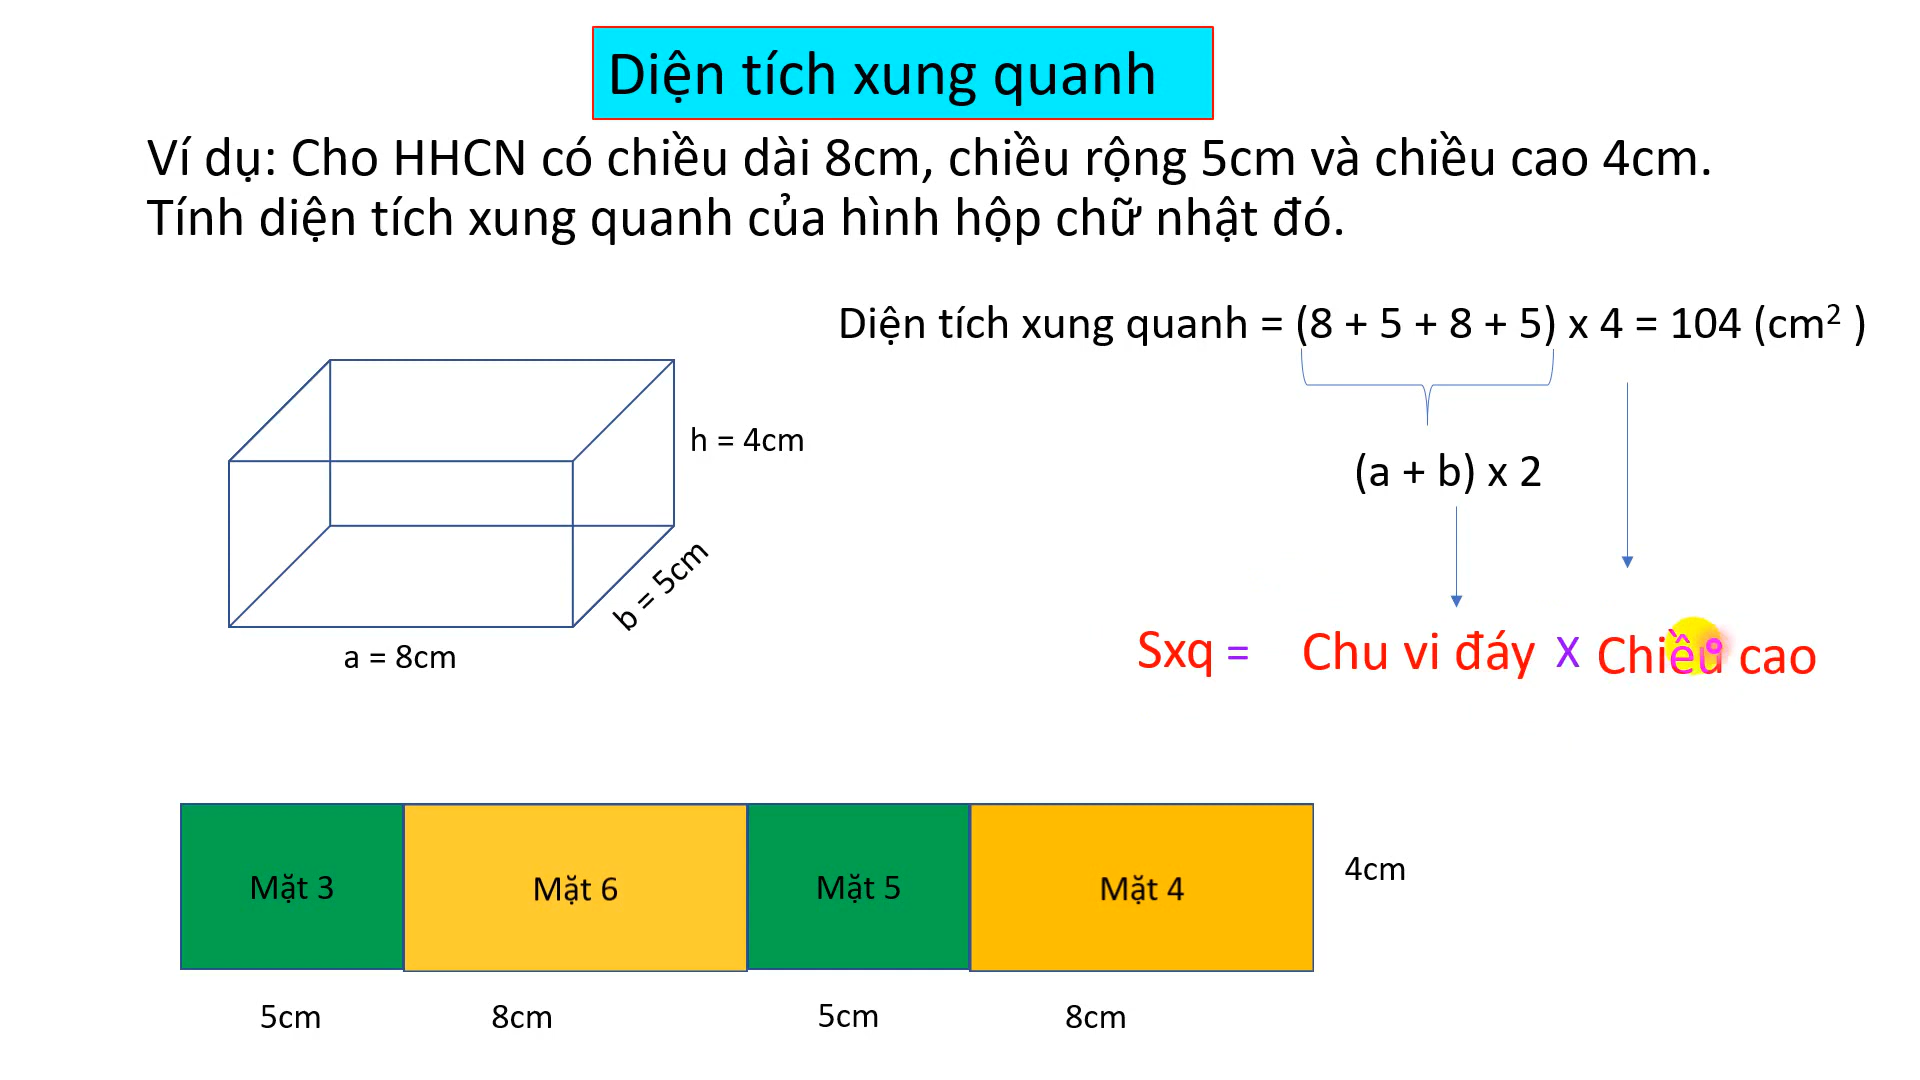 Diện tích xung quanh
Ví dụ: Cho HHCN có chiều dài 8cm, chiều rộng 5cm và chiều cao 4cm.
Tính diện tích xung quanh của hình hộp chữ nhật đó.
Diện tích xung quanh = (8 + 5 + 8 + 5) x 4 = 104 (cm² )
h = 4cm
(a + b) x 2
b = 5cm
a = 8cm
Sxq = Chu vi đáy X Chiều cao
Mặt 3 Mặt 6 Mặt 5 Mặt 4
4cm
5cm 8cm 5cm 8cm